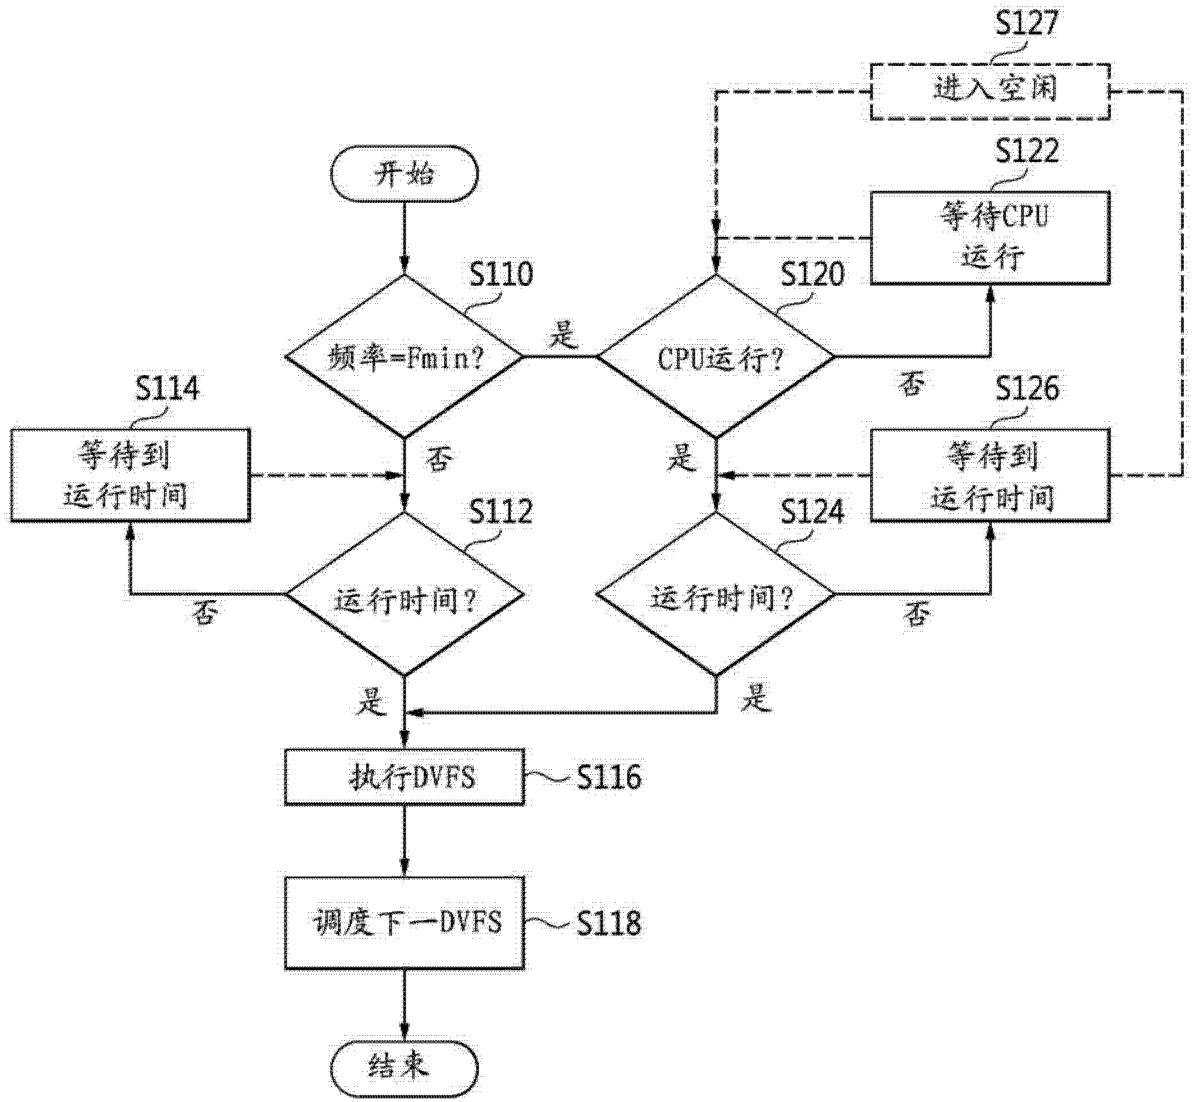 S127
进入空闲
S122
开始
等待CPU
运行
S110
S120
频率=Fmin?
是
CPU运行?
否
S114
S126
等待到
运行时间
否
是
等待到
运行时间
S112
S124
运行时间?
运行时间?
否
否
是
是
执行DVFS
S116
调度下一DVFS
S118
结束